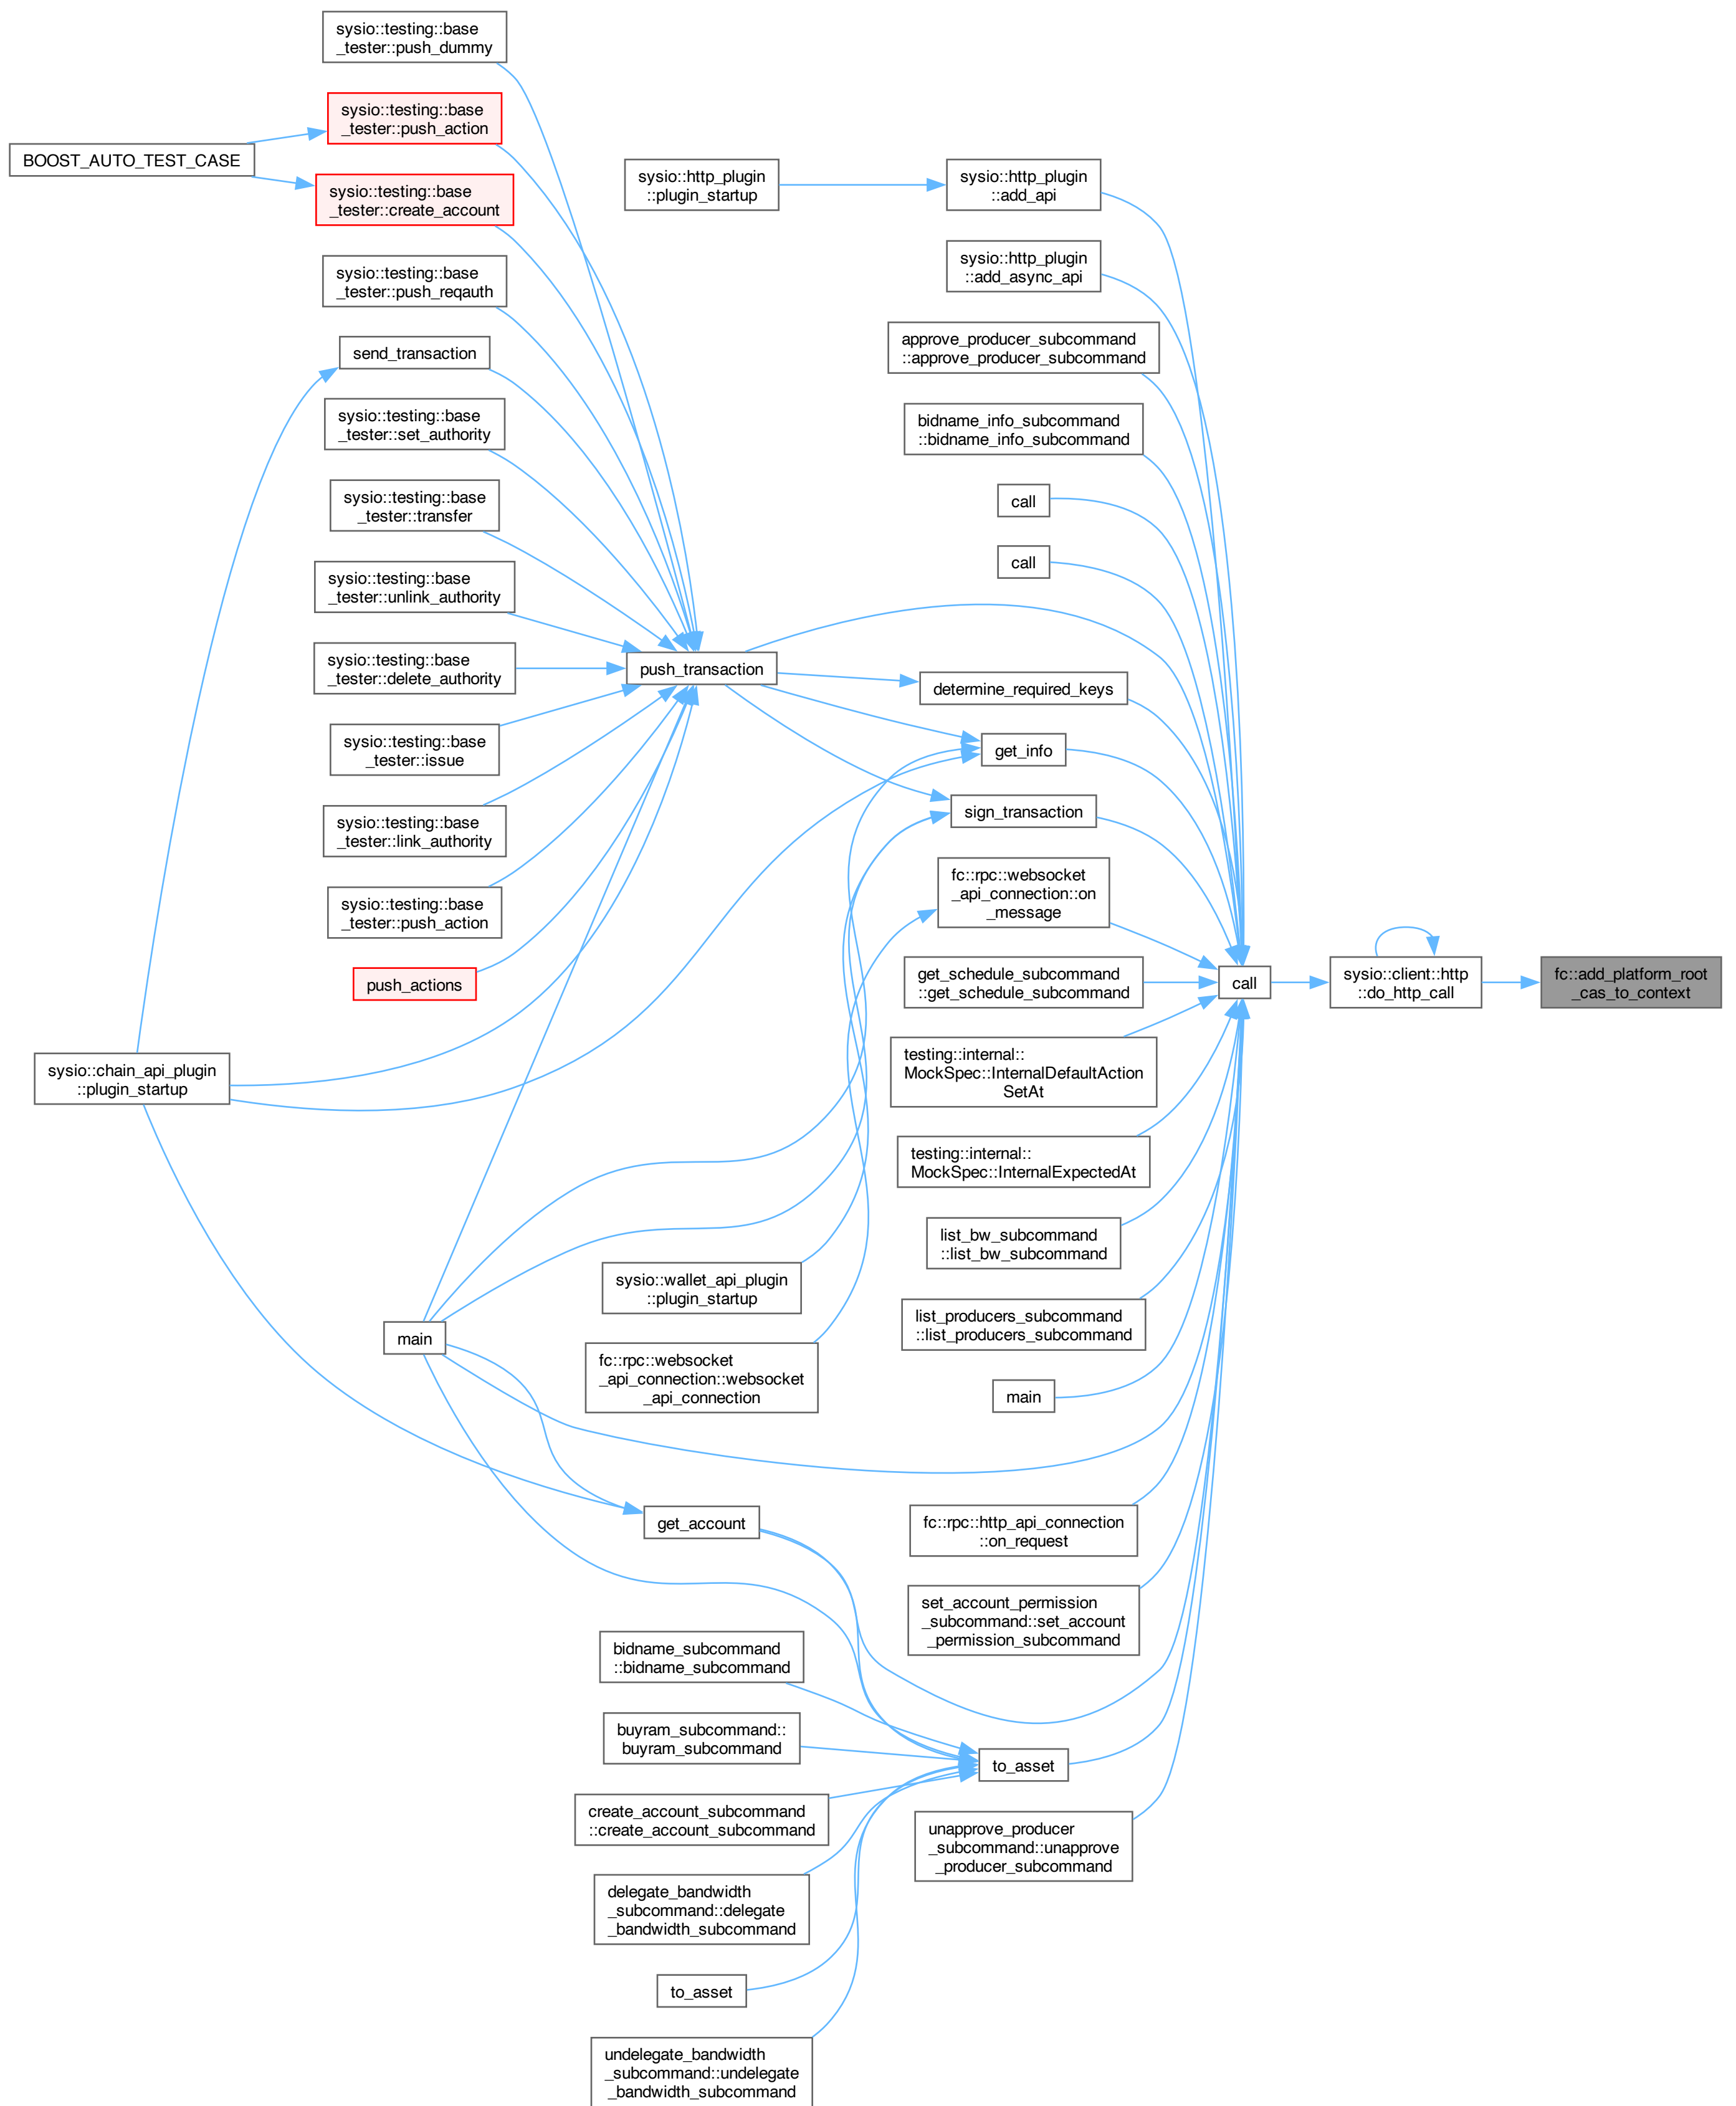 sysio::testing::base
_tester::push_dummy
sysio::testing::base
_tester::push_action
BOOST_AUTO_TEST_CASE
sysio::testing::base
_tester::create_account
sysio::testing::base
_tester::push_reqauth
send_transaction
sysio::testing::base
_tester::set_authority
sysio::testing::base
_tester::transfer
sysio::testing::base
_tester::unlink_authority
sysio::testing::base
_tester::delete_authority
sysio::testing::base
_tester::issue
sysio::testing::base
_tester::link_authority
sysio::testing::base
_tester::push_action
push_actions
sysio::chain_api_plugin
::plugin_startup
main
sysio::http_plugin
::plugin_startup
push_transaction
sysio::wallet_api_plugin
::plugin_startup
fc::rpc::websocket
_api_connection::websocket
_api_connection
get_account
bidname_subcommand
::bidname_subcommand
buyram_subcommand::
buyram_subcommand
create_account_subcommand
::create_account_subcommand
delegate_bandwidth
_subcommand::delegate
_bandwidth_subcommand
to_asset
undelegate_bandwidth
_subcommand::undelegate
_bandwidth_subcommand
sysio::http_plugin
::add_api
sysio::http_plugin
::add_async_api
approve_producer_subcommand
::approve_producer_subcommand
bidname_info_subcommand
::bidname_info_subcommand
call
call
determine_required_keys
get_info
sign_transaction
fc::rpc::websocket
_api_connection::on
_message
get_schedule_subcommand
::get_schedule_subcommand
testing::internal::
MockSpec::InternalDefaultAction
SetAt
testing::internal::
MockSpec::InternalExpectedAt
list_bw_subcommand
::list_bw_subcommand
list_producers_subcommand
::list_producers_subcommand
main
fc::rpc::http_api_connection
::on_request
set_account_permission
_subcommand::set_account
_permission_subcommand
to_asset
unapprove_producer
_subcommand::unapprove
_producer_subcommand
call
sysio::client::http
::do_http_call
fc::add_platform_root
_cas_to_context